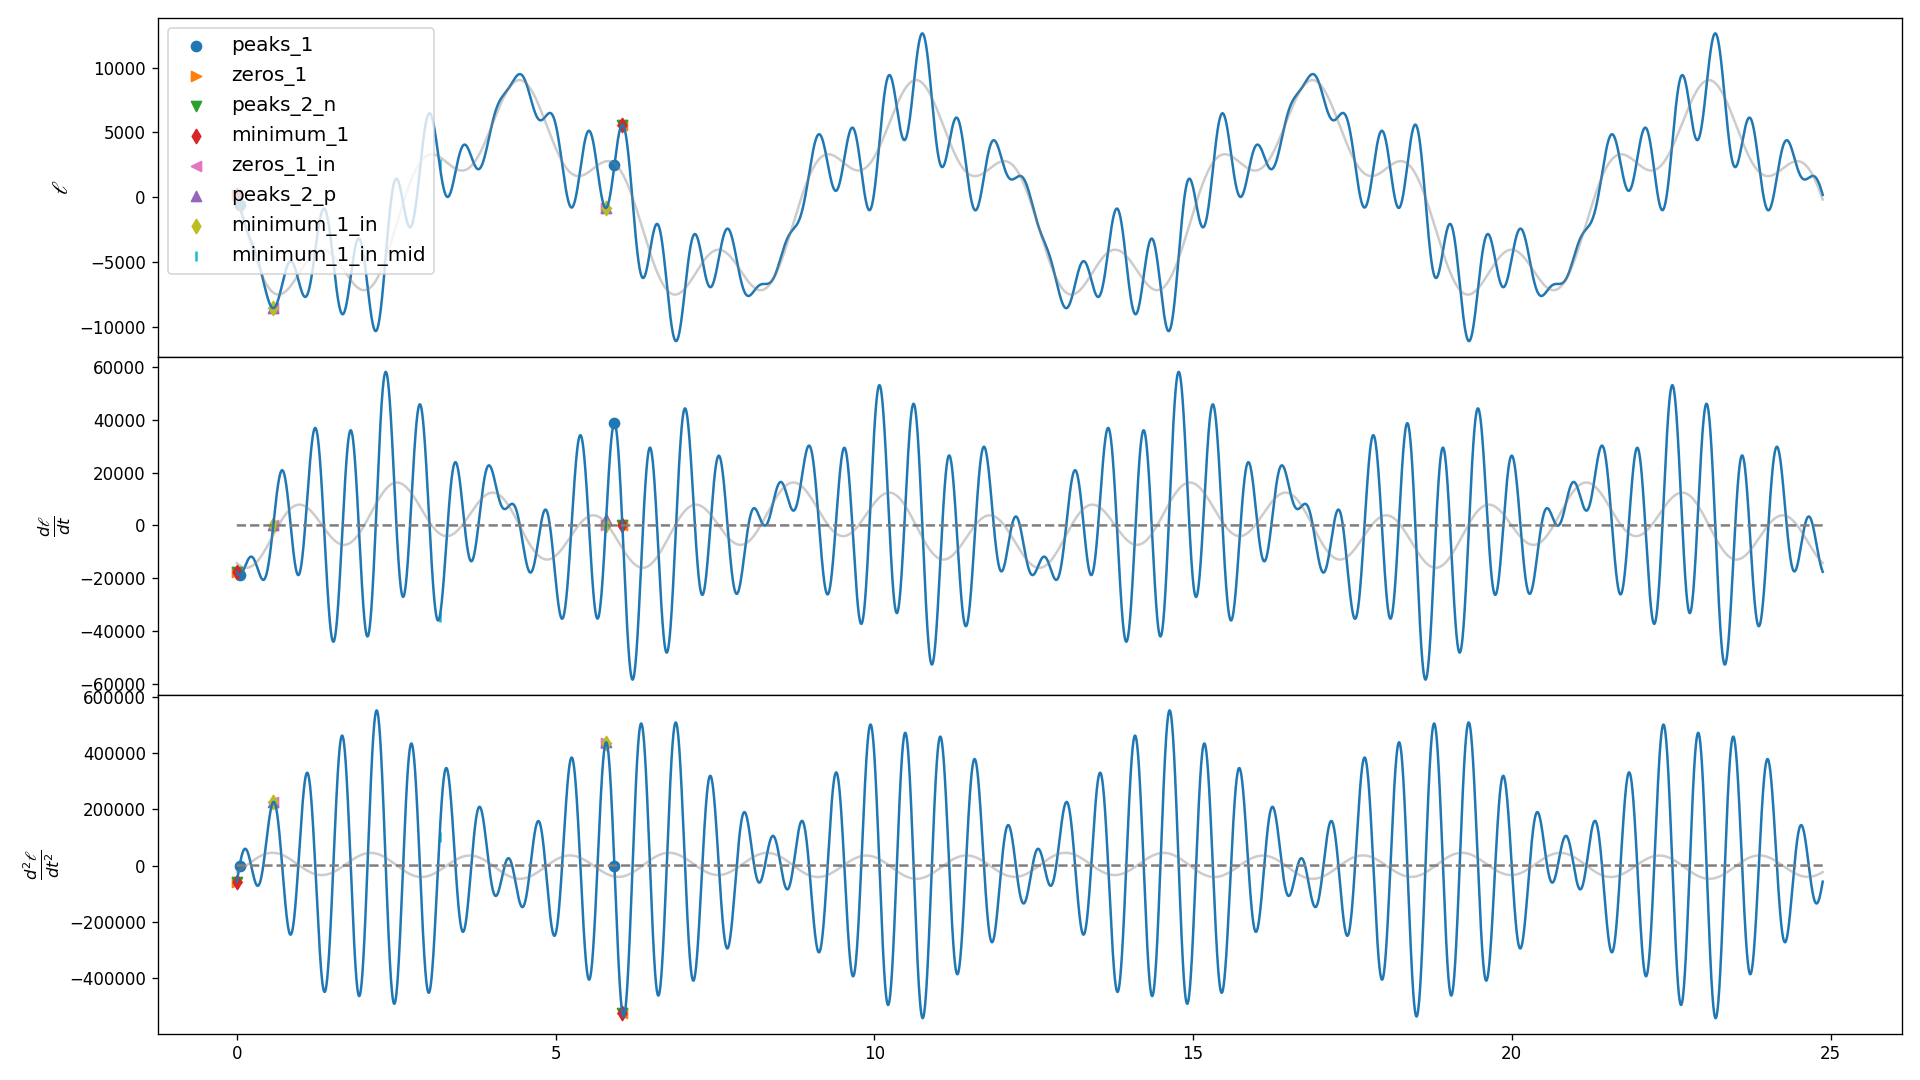 peaks_1
zeros_1
peaks_2_n
minimum_1
zeros_1_in
peaks_2_p
minimum_1_in
minimum_1_in_mid
10000
5000
0
−5000
−10000
ℓ
60000
40000
20000
0
−20000
−40000
−60000
dℓ/dt
600000
400000
200000
0
−200000
−400000
d²ℓ/dt²
0 5 10 15 20 25